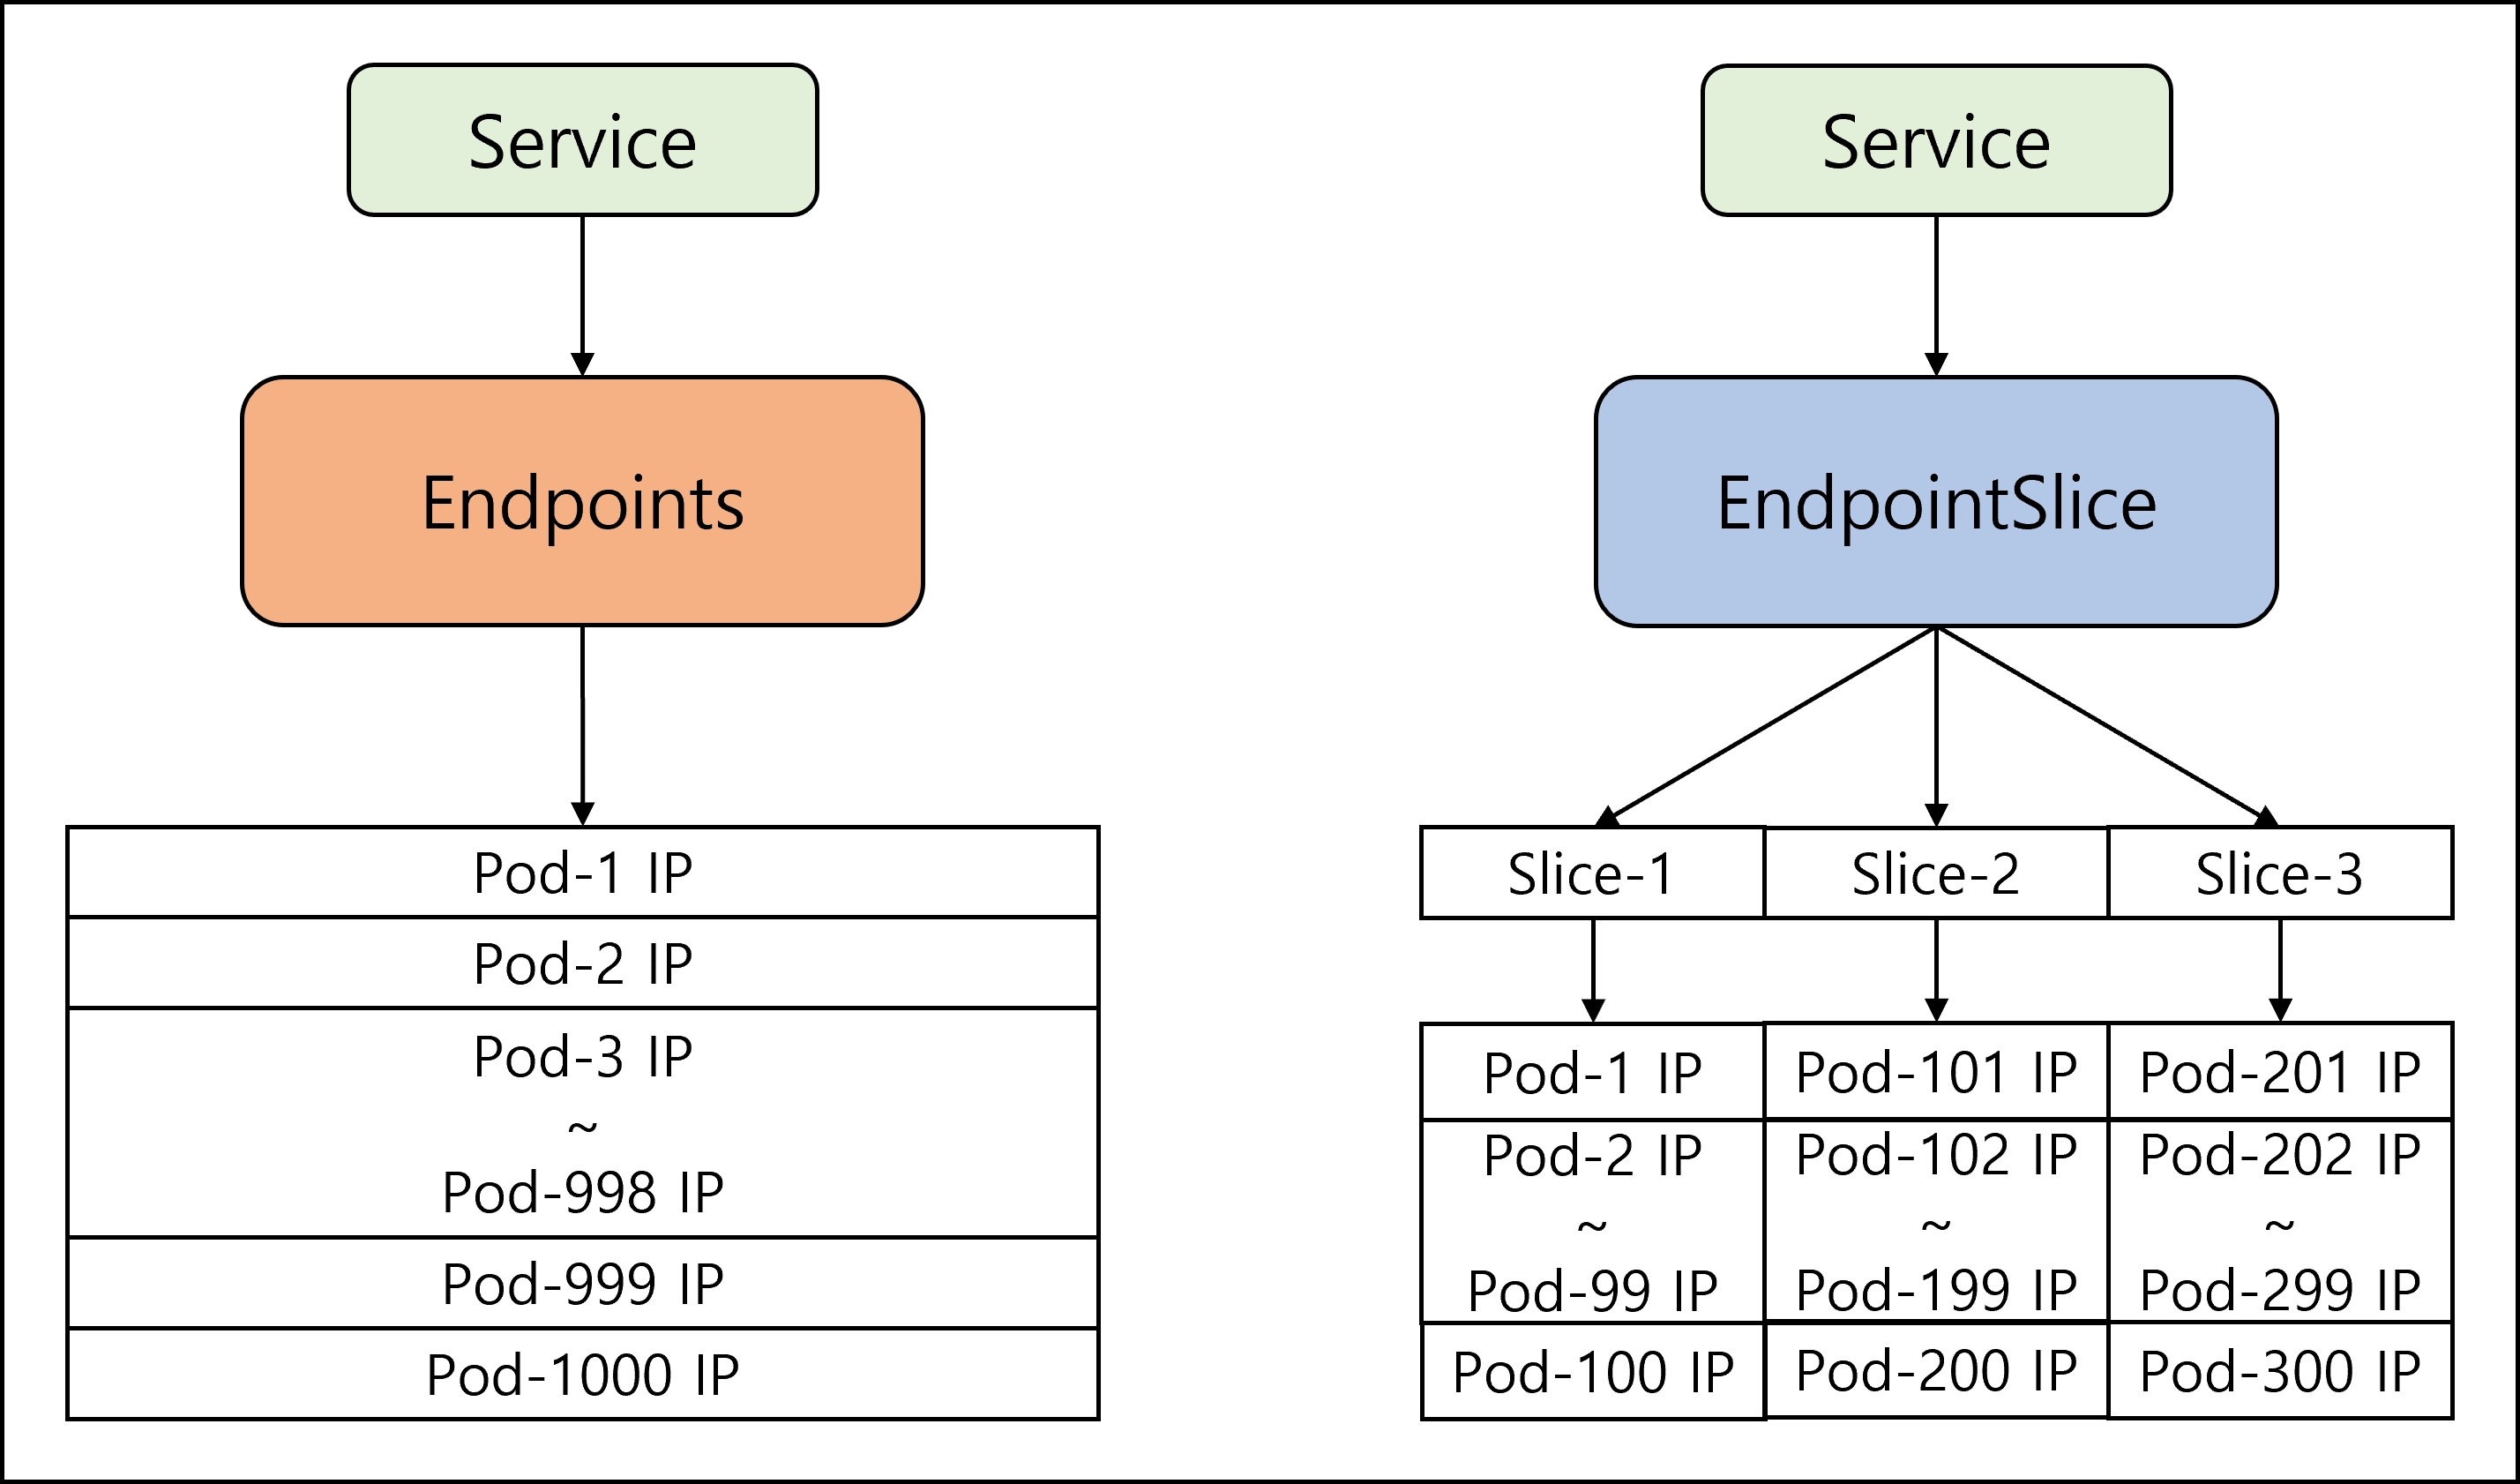 Service
Endpoints
Pod-1 IP
Pod-2 IP
Pod-3 IP
~
Pod-998 IP
Pod-999 IP
Pod-1000 IP
Service
EndpointSlice
Slice-1
Slice-2
Slice-3
Pod-1 IP
Pod-2 IP
~
Pod-99 IP
Pod-100 IP
Pod-101 IP
Pod-102 IP
~
Pod-199 IP
Pod-200 IP
Pod-201 IP
Pod-202 IP
~
Pod-299 IP
Pod-300 IP